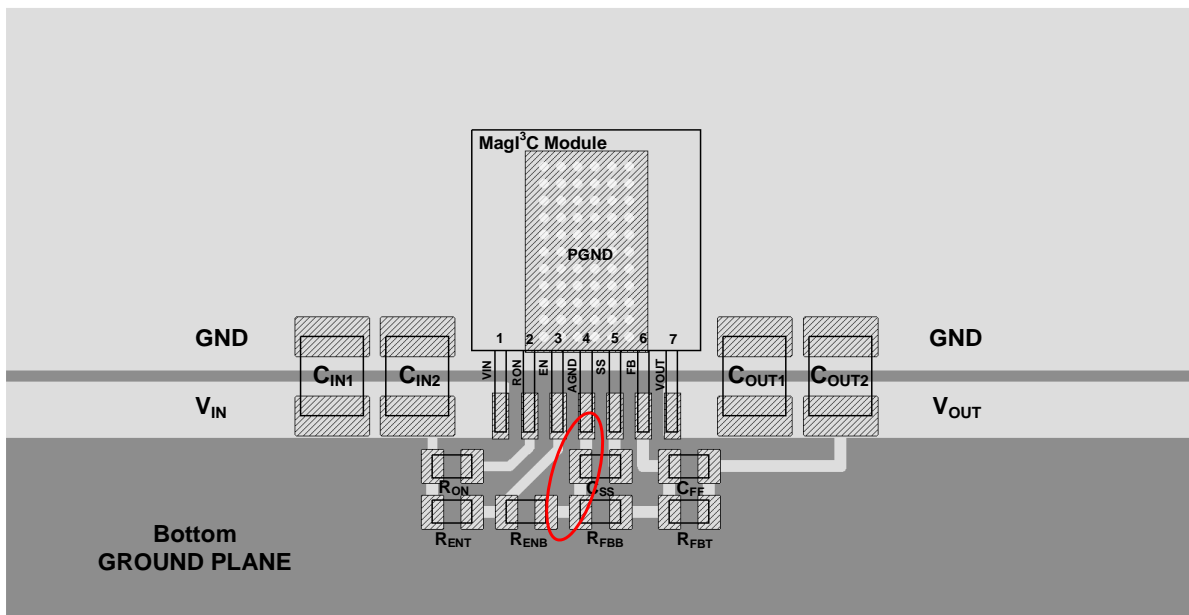 MagI³C Module
PGND
1 2 3 4 5 6 7
VIN RON EN AGND SS FB VOUT
GND
GND
CIN1 CIN2 COUT1 COUT2
VIN
VOUT
RON CSS CFF
RENT RENB RFBB RFBT
Bottom
GROUND PLANE